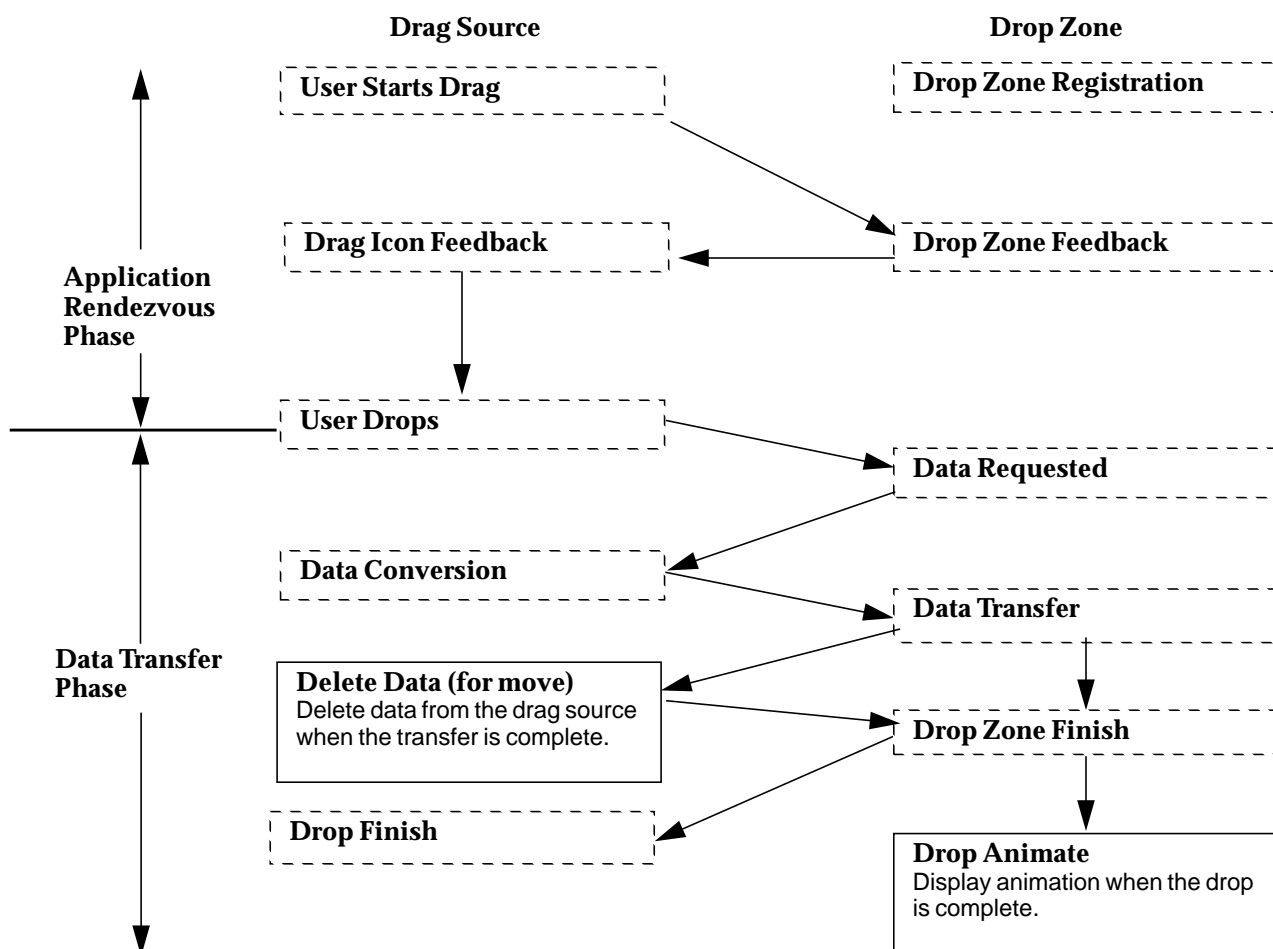 Drag Source
Drop Zone
User Starts Drag
Drop Zone Registration
Drag Icon Feedback
Drop Zone Feedback
Application
Rendezvous
Phase
User Drops
Data Requested
Data Conversion
Data Transfer
Data Transfer
Phase
Delete Data (for move)
Delete data from the drag source
when the transfer is complete.
Drop Zone Finish
Drop Finish
Drop Animate
Display animation when the drop
is complete.